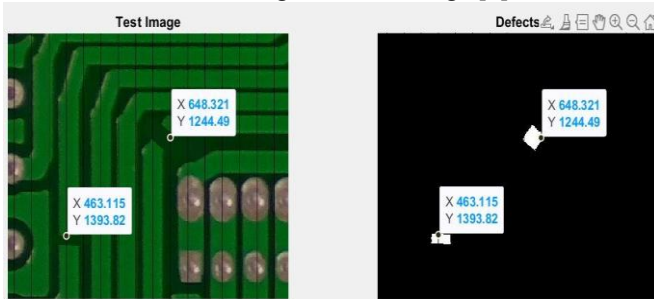 Test Image
Defects
X 648.321
Y 1244.49
X 648.321
Y 1244.49
X 463.115
Y 1393.82
X 463.115
Y 1393.82